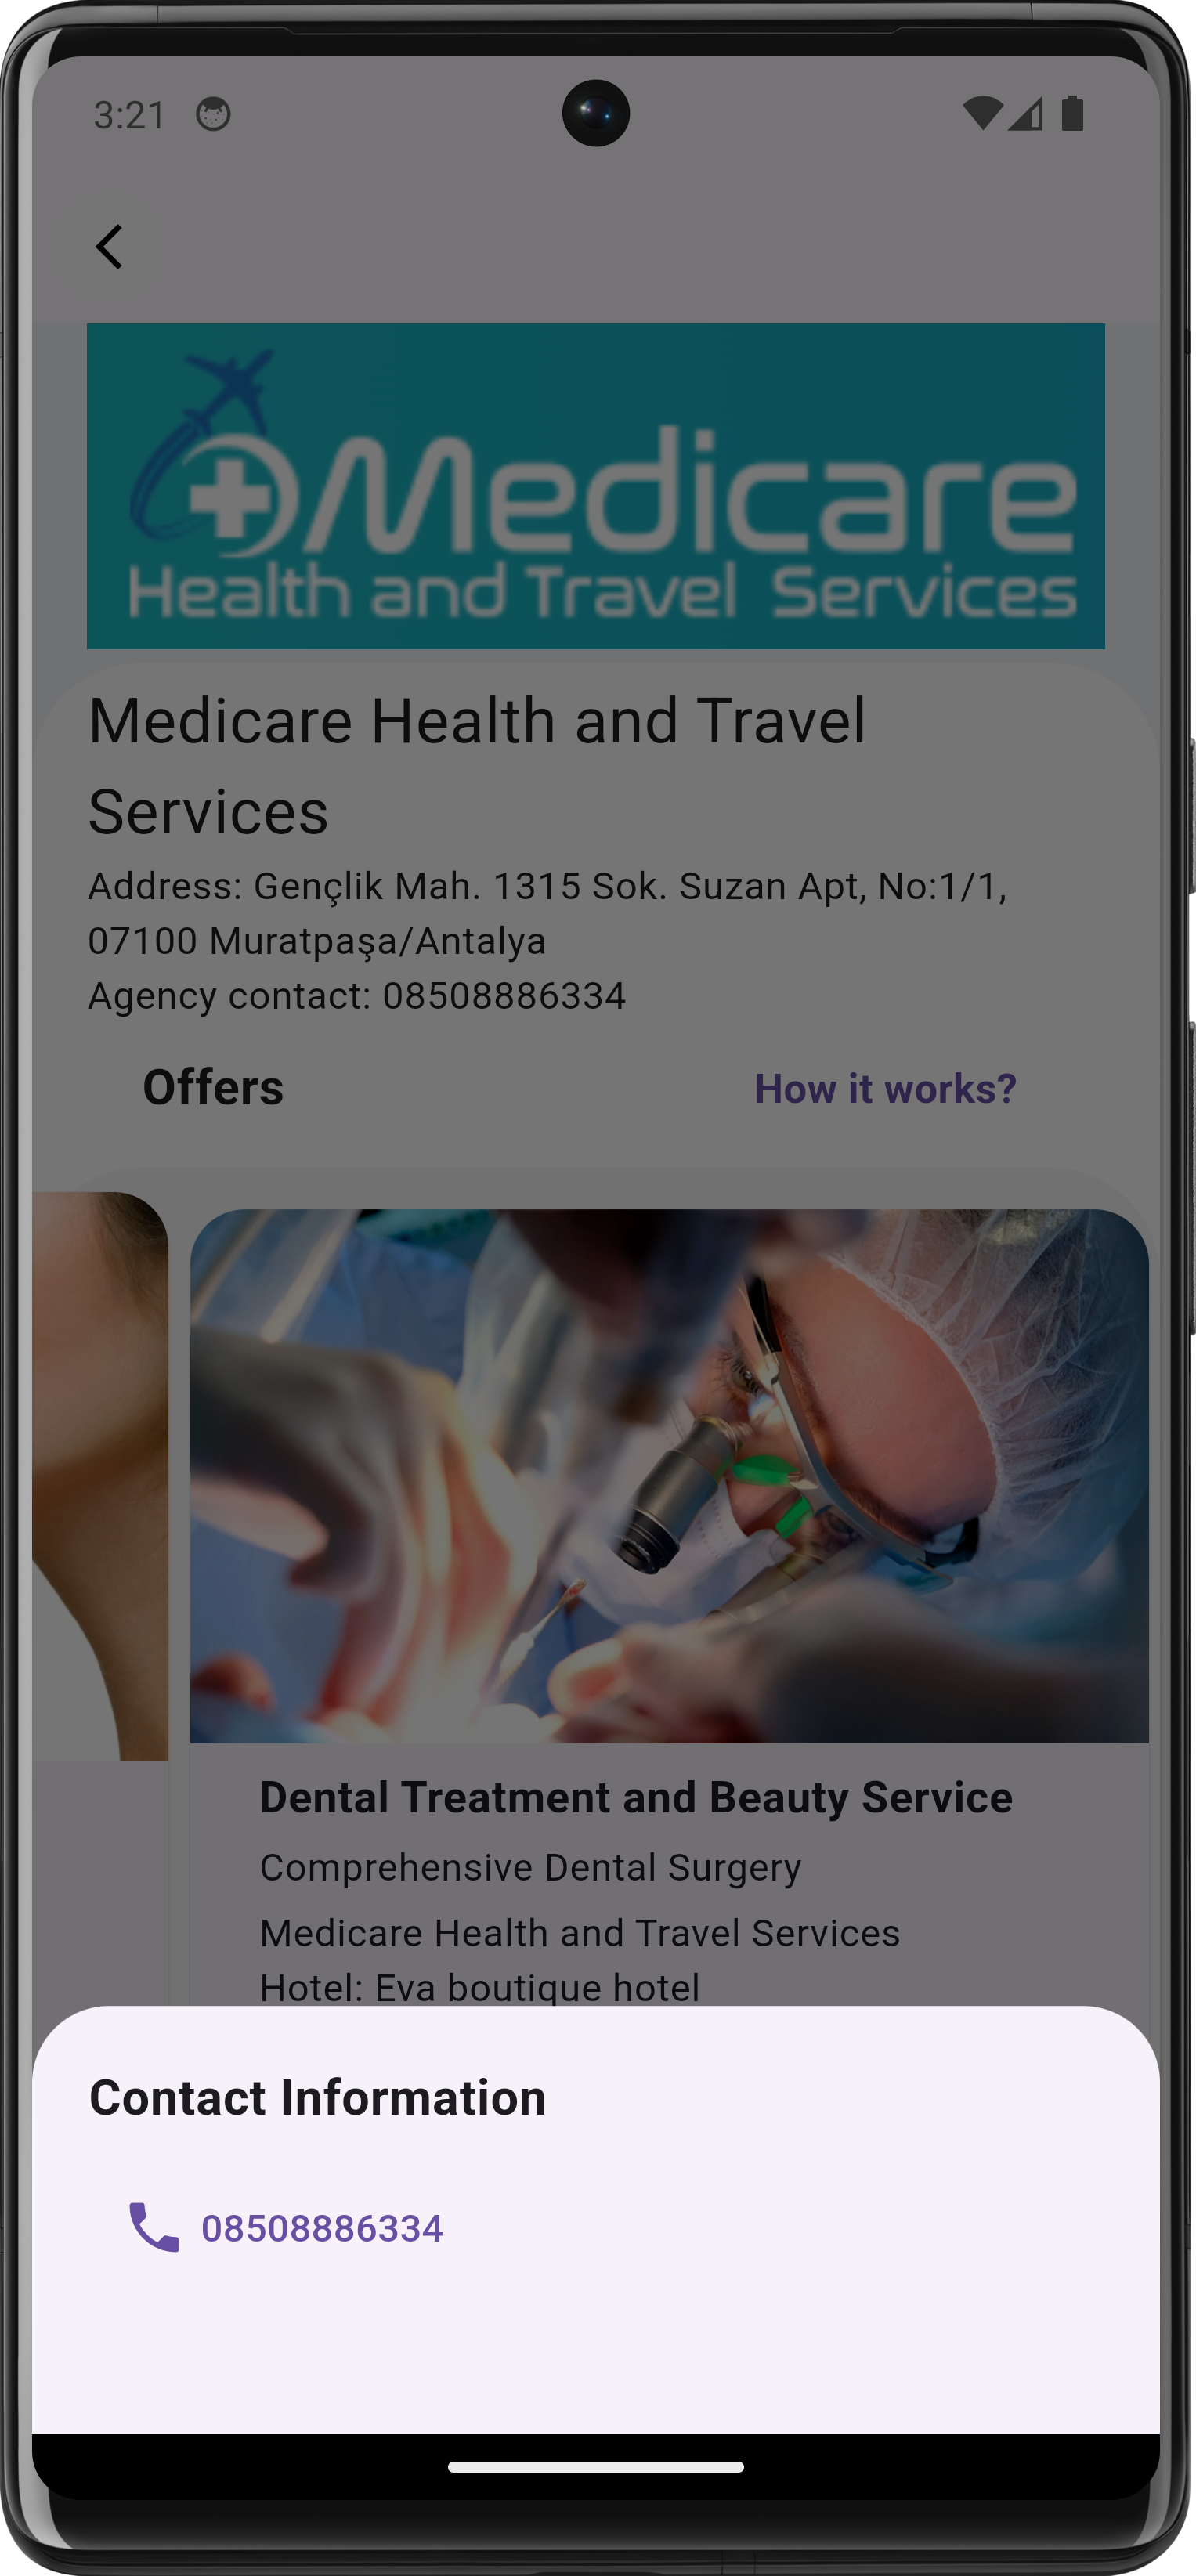 3:21
Medicare
Health and Travel Services
Medicare Health and Travel
Services
Address: Gençlik Mah. 1315 Sok. Suzan Apt, No:1/1,
07100 Muratpaşa/Antalya
Agency contact: 08508886334
Offers
How it works?
Dental Treatment and Beauty Service
Comprehensive Dental Surgery
Medicare Health and Travel Services
Hotel: Eva boutique hotel
Contact Information
08508886334